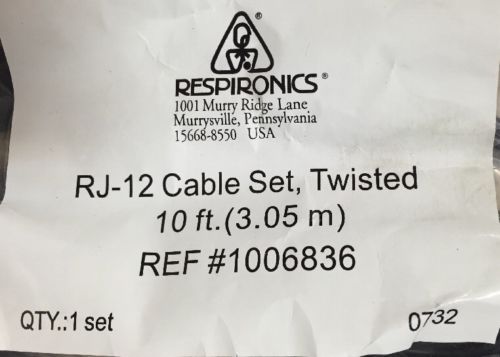 RESPIRONICS®
1001 Murry Ridge Lane
Murrysville, Pennsylvania
15668-8550 USA
RJ-12 Cable Set, Twisted
10 ft.(3.05 m)
REF #1006836
QTY.:1 set
0732